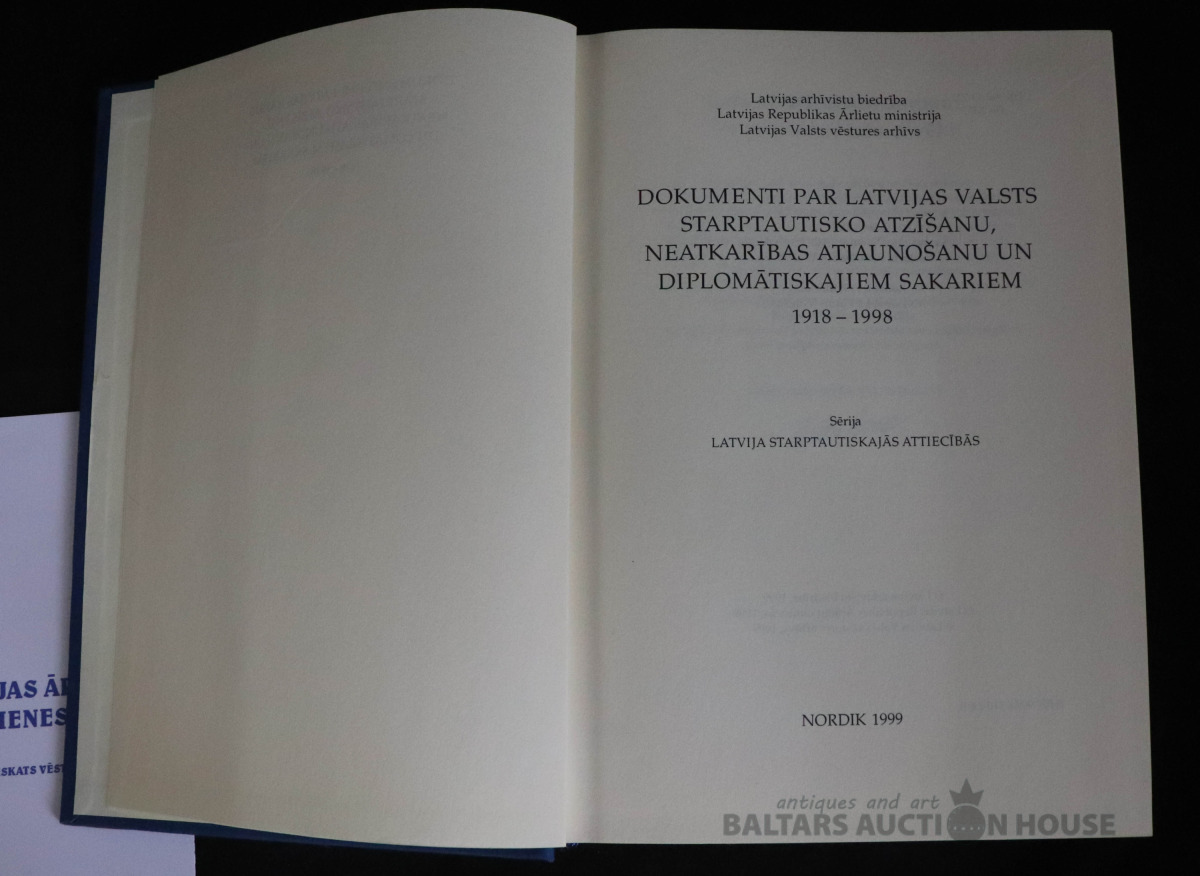 Latvijas arhīvistu biedrība
Latvijas Republikas Ārlietu ministrija
Latvijas Valsts vēstures arhīvs
DOKUMENTI PAR LATVIJAS VALSTS
STARPTAUTISKO ATZĪŠANU,
NEATKARĪBAS ATJAUNOŠANU UN
DIPLOMĀTISKAJIEM SAKARIEM
1918 – 1998
Sērija
LATVIJA STARPTAUTISKAJĀS ATTIECĪBĀS
NORDIK 1999
antiques and art
BALTARS AUCTION HOUSE